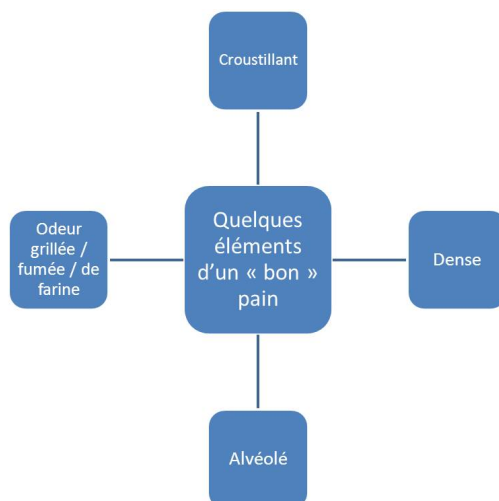 Croustillant
Odeur
grillée /
fumée / de
farine
Quelques
éléments
d'un « bon »
pain
Dense
Alvéolé